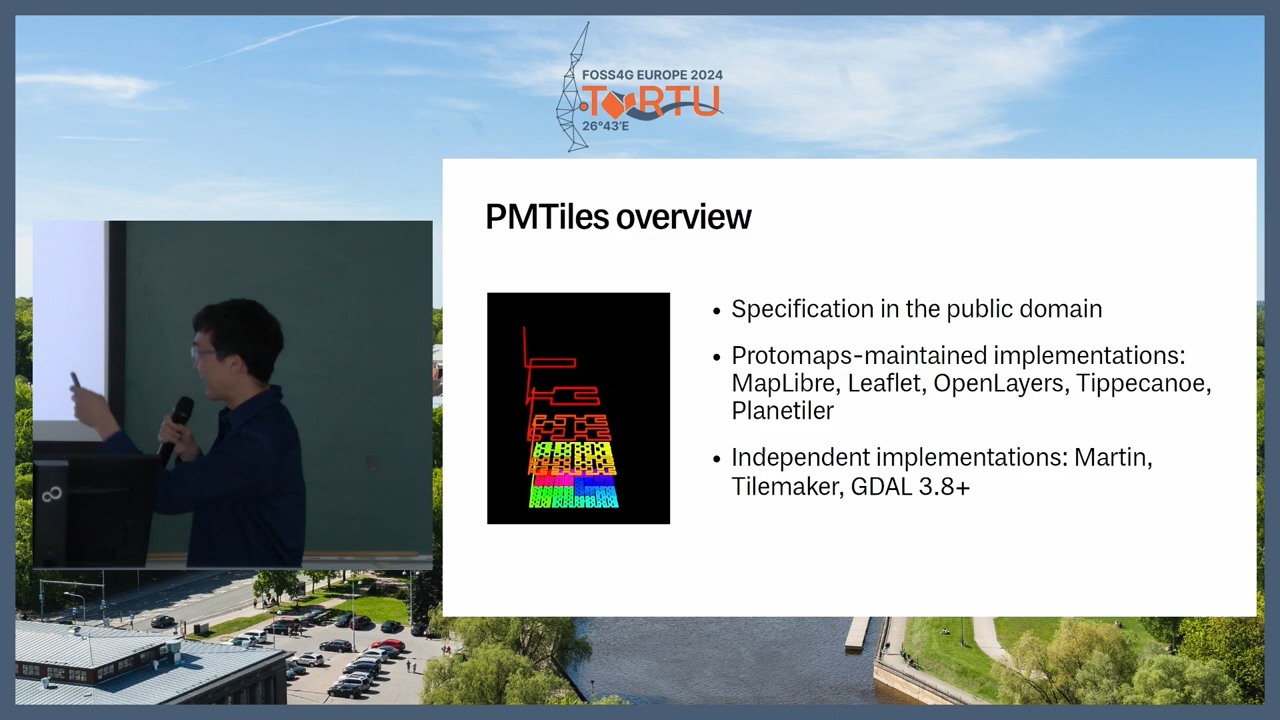 FOSS4G EUROPE 2024
TORTU
26°43'E
PMTiles overview
• Specification in the public domain
• Protomaps-maintained implementations:
MapLibre, Leaflet, OpenLayers, Tippecanoe,
Planetiler
• Independent implementations: Martin,
Tilemaker, GDAL 3.8+